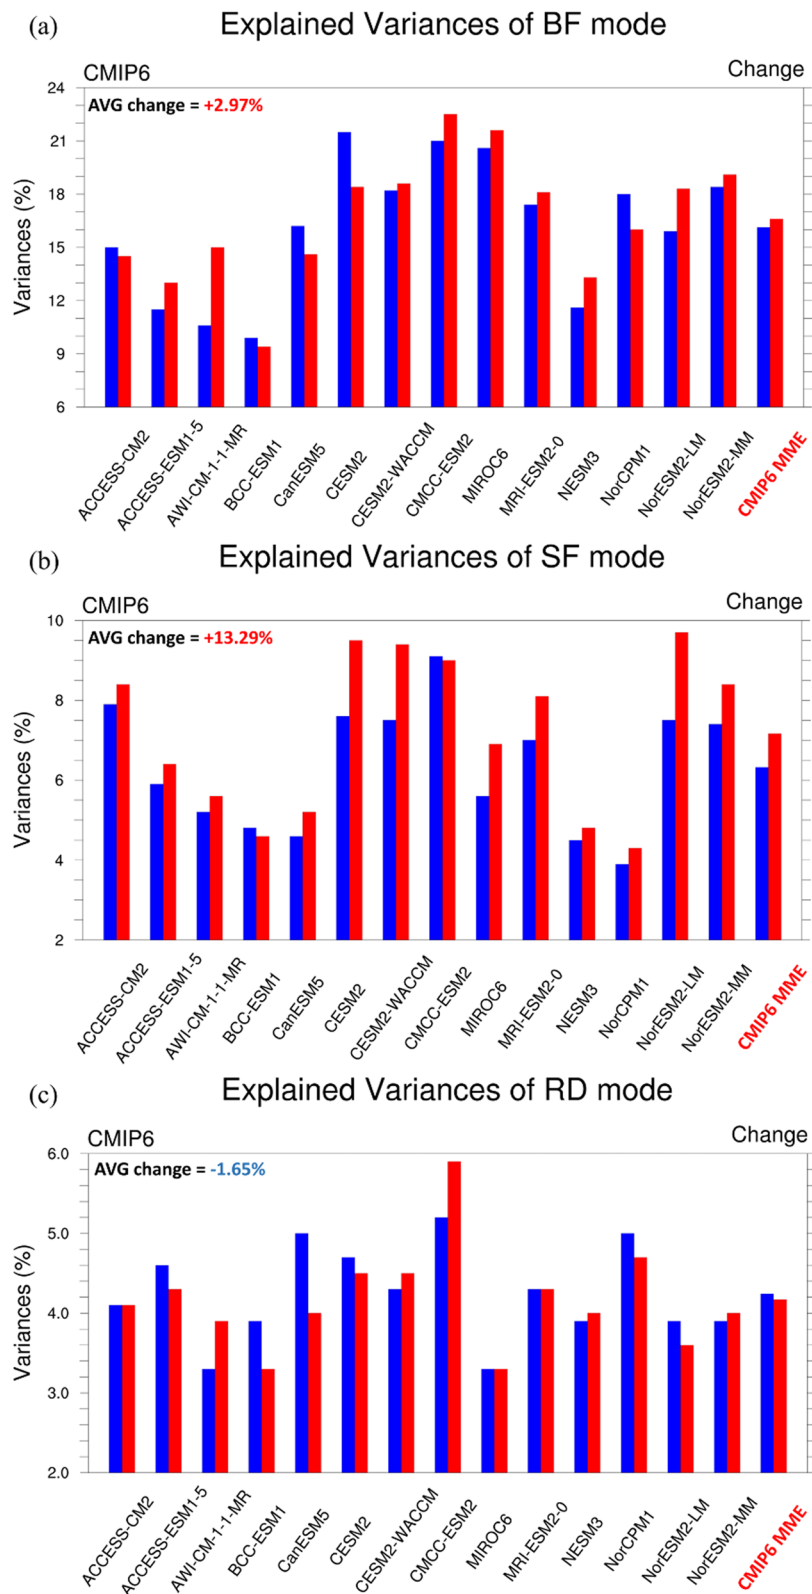 (a) Explained Variances of BF mode
CMIP6 Change
AVG change = +2.97%
24
21
18
15
12
9
6
Variances (%)
ACCESS-CM2
ACCESS-ESM1-5
AWI-CM-1-1-MR
BCC-ESM1
CanESM5
CESM2
CESM2-WACCM
CMCC-ESM2
MIROC6
MRI-ESM2-0
NESM3
NorCPM1
NorESM2-LM
NorESM2-MM
CMIP6 MME
(b) Explained Variances of SF mode
CMIP6 Change
AVG change = +13.29%
10
8
6
4
2
Variances (%)
ACCESS-CM2
ACCESS-ESM1-5
AWI-CM-1-1-MR
BCC-ESM1
CanESM5
CESM2
CESM2-WACCM
CMCC-ESM2
MIROC6
MRI-ESM2-0
NESM3
NorCPM1
NorESM2-LM
NorESM2-MM
CMIP6 MME
(c) Explained Variances of RD mode
CMIP6 Change
AVG change = -1.65%
6.0
5.0
4.0
3.0
2.0
Variances (%)
ACCESS-CM2
ACCESS-ESM1-5
AWI-CM-1-1-MR
BCC-ESM1
CanESM5
CESM2
CESM2-WACCM
CMCC-ESM2
MIROC6
MRI-ESM2-0
NESM3
NorCPM1
NorESM2-LM
NorESM2-MM
CMIP6 MME